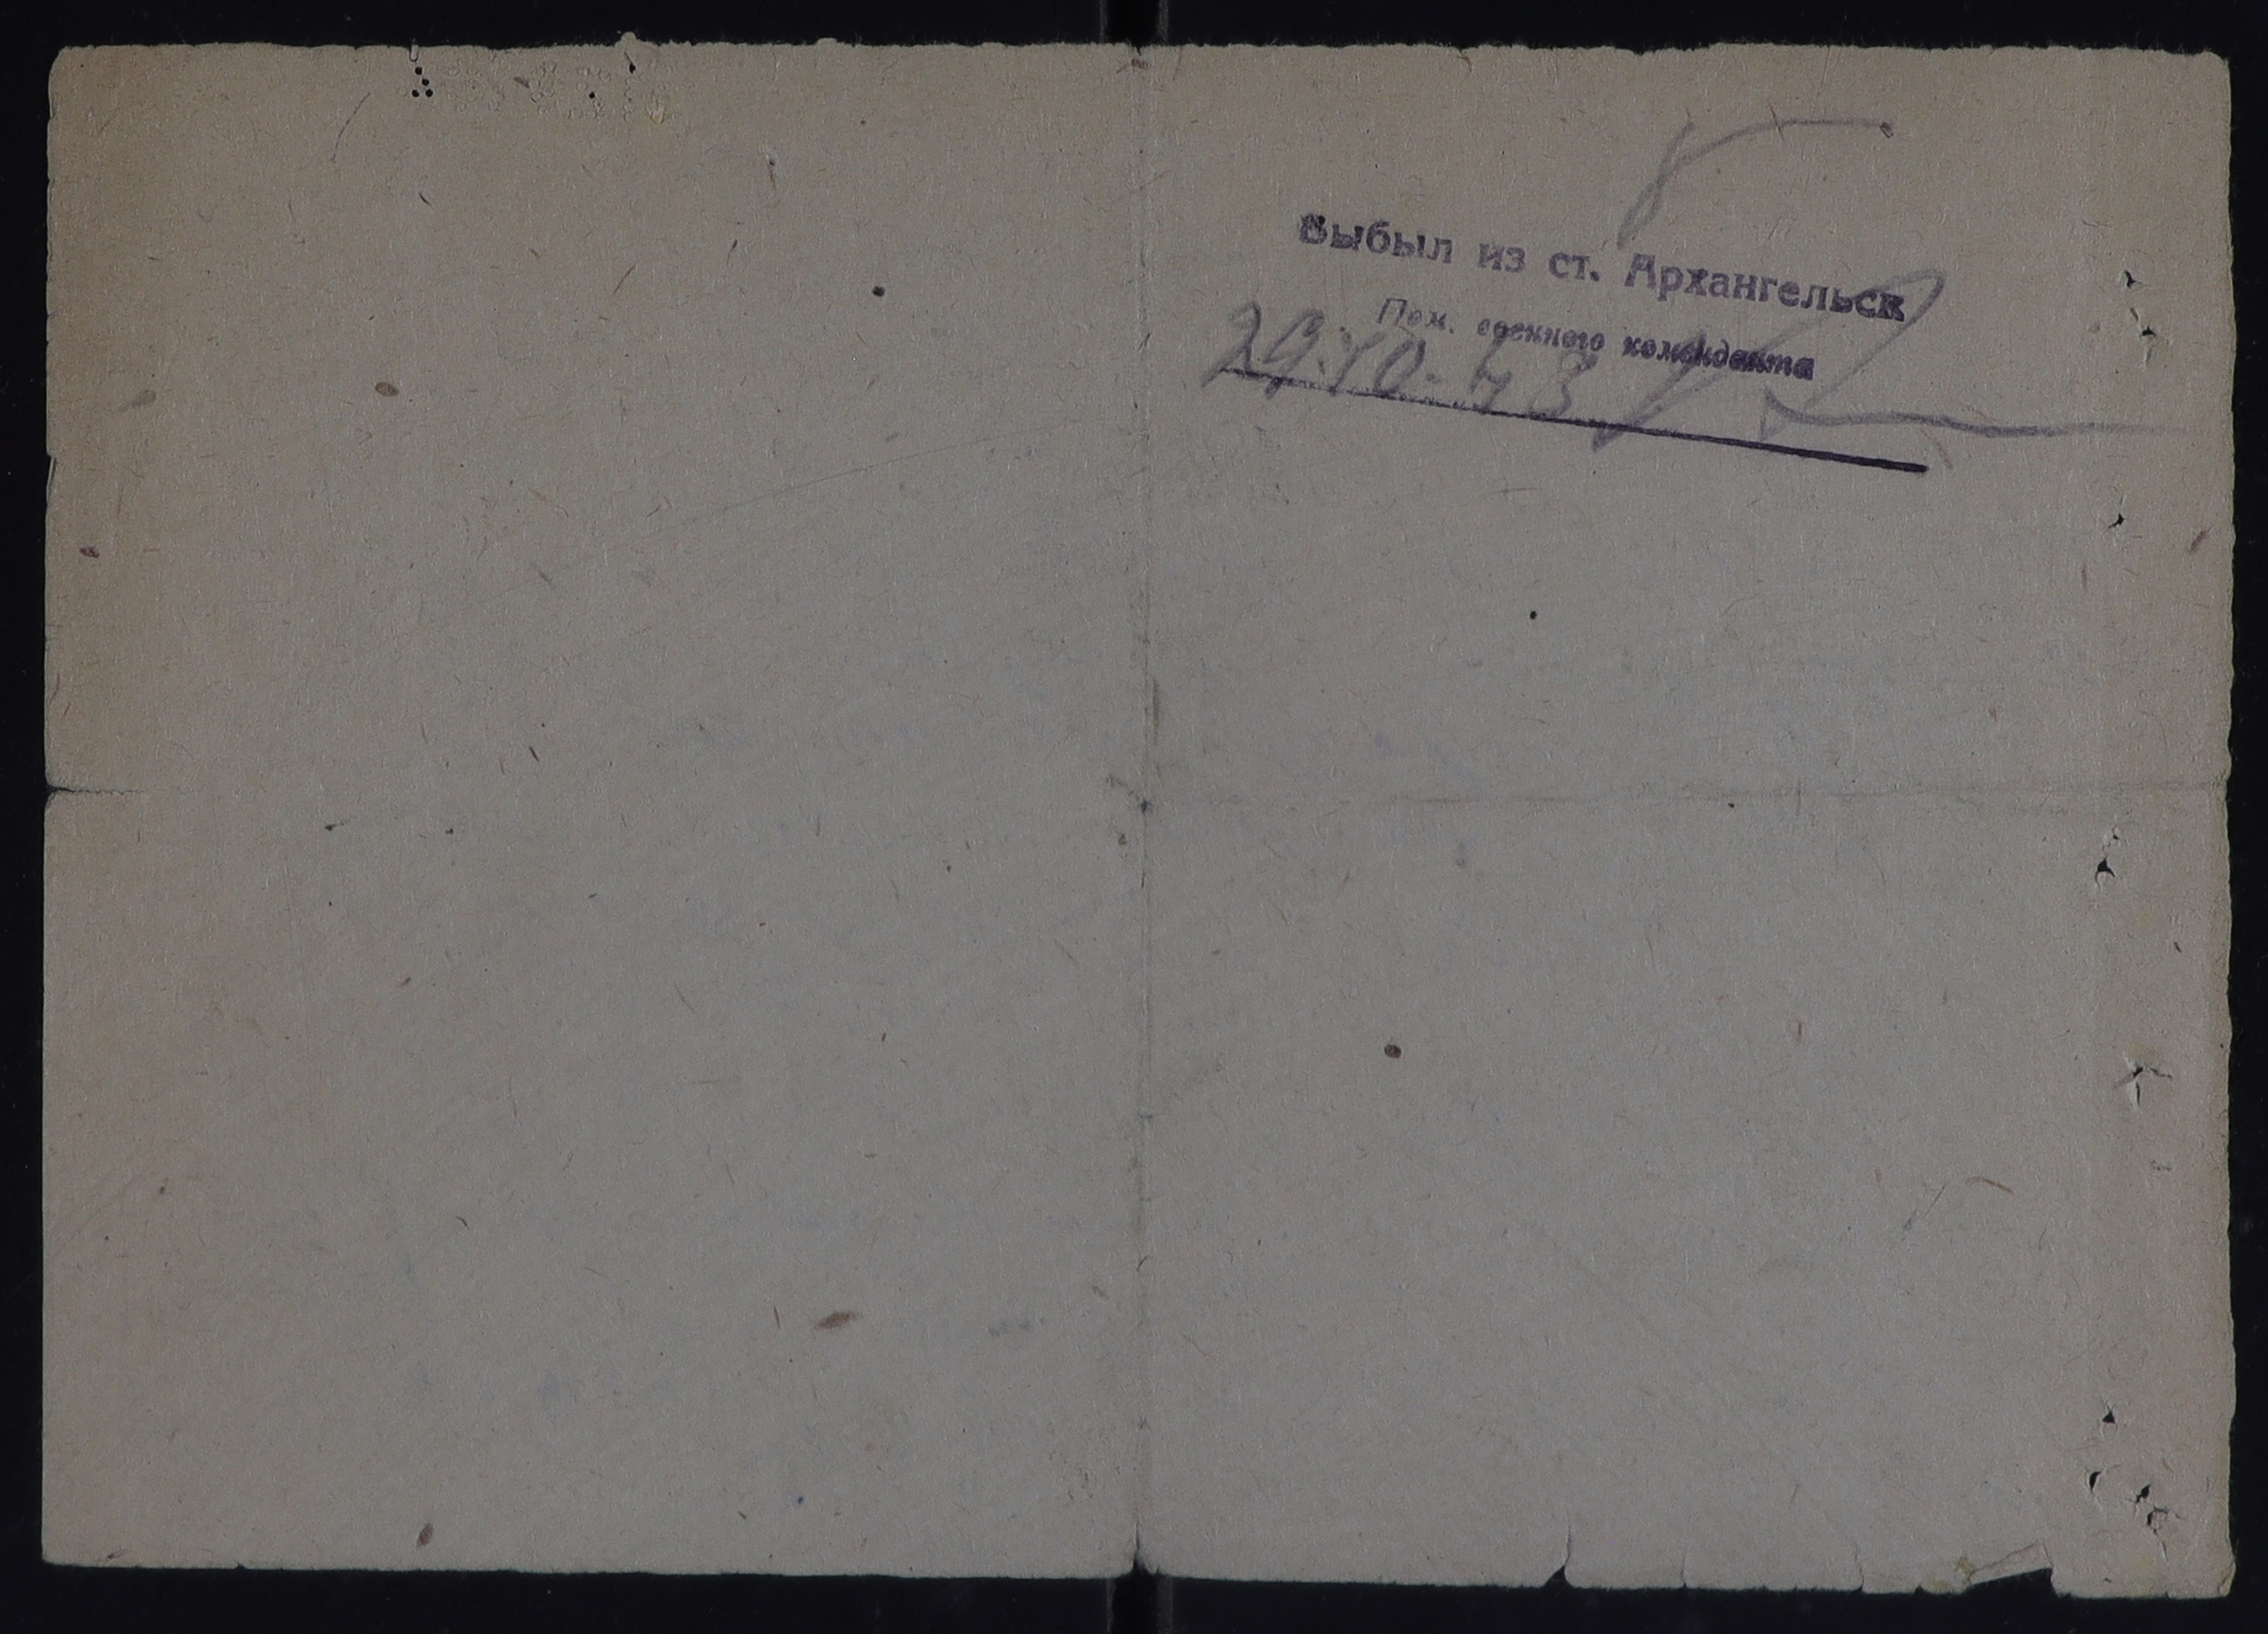 Выбыл из ст. Архангельск
Пом. военного коменданта
29.10.43